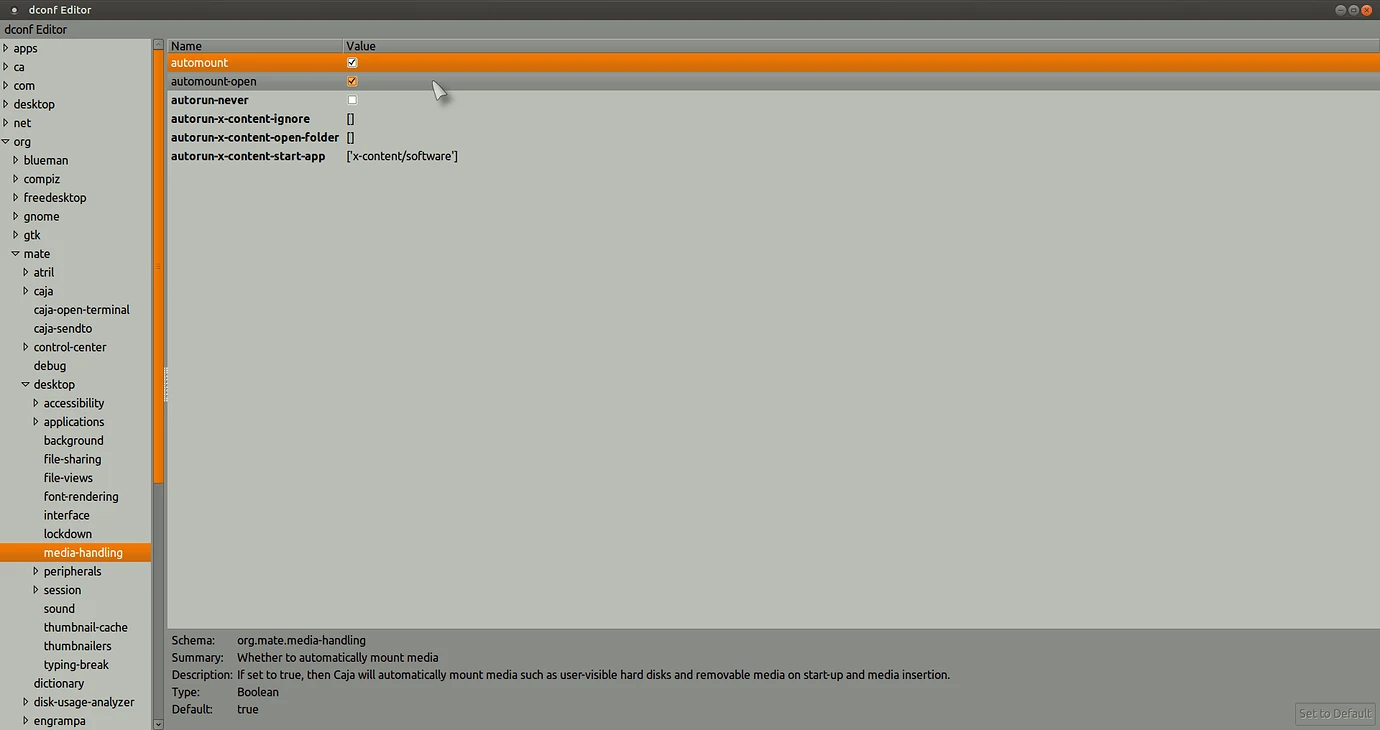 dconf Editor
dconf Editor
apps
ca
com
desktop
net
org
blueman
compiz
freedesktop
gnome
gtk
mate
atril
caja
caja-open-terminal
caja-sendto
control-center
debug
desktop
accessibility
applications
background
file-sharing
file-views
font-rendering
interface
lockdown
media-handling
peripherals
session
sound
thumbnail-cache
thumbnailers
typing-break
dictionary
disk-usage-analyzer
engrampa
Name Value
automount
automount-open
autorun-never
autorun-x-content-ignore []
autorun-x-content-open-folder []
autorun-x-content-start-app ['x-content/software']
Schema: org.mate.media-handling
Summary: Whether to automatically mount media
Description: If set to true, then Caja will automatically mount media such as user-visible hard disks and removable media on start-up and media insertion.
Type: Boolean
Default: true
Set to Default